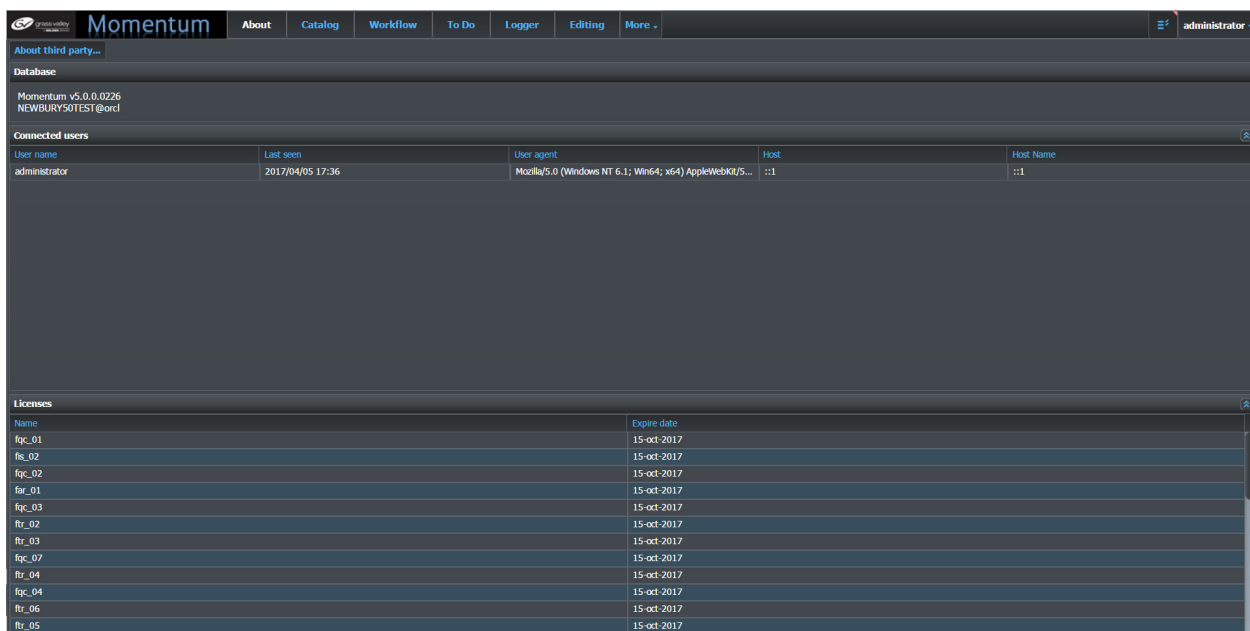 grass valley Momentum About Catalog Workflow To Do Logger Editing More administrator
About third party...
Database
Momentum v5.0.0.0226
NEWBURY50TEST@orcl
Connected users
User name Last seen User agent Host Host Name
administrator 2017/04/05 17:36 Mozilla/5.0 (Windows NT 6.1; Win64; x64) AppleWebKit/5... ::1 ::1
Licenses
Name Expire date
fqc_01 15-oct-2017
fis_02 15-oct-2017
fqc_02 15-oct-2017
far_01 15-oct-2017
fqc_03 15-oct-2017
ftr_02 15-oct-2017
ftr_03 15-oct-2017
fqc_07 15-oct-2017
ftr_04 15-oct-2017
fqc_04 15-oct-2017
ftr_06 15-oct-2017
ftr_05 15-oct-2017